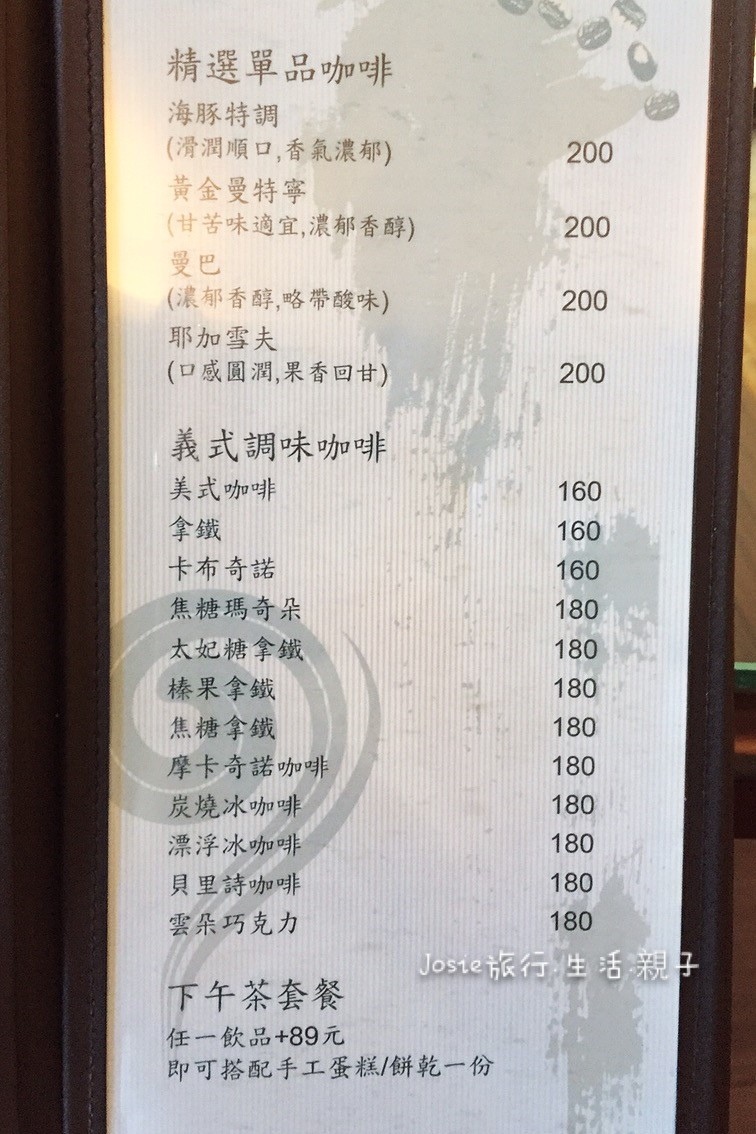 精選單品咖啡
海豚特調
(滑潤順口,香氣濃郁) 200
黃金曼特寧
(甘苦味適宜,濃郁香醇) 200
曼巴
(濃郁香醇,略帶酸味) 200
耶加雪夫
(口感圓潤,果香回甘) 200
義式調味咖啡
美式咖啡 160
拿鐵 160
卡布奇諾 160
焦糖瑪奇朵 180
太妃糖拿鐵 180
榛果拿鐵 180
焦糖拿鐵 180
摩卡奇諾咖啡 180
炭燒冰咖啡 180
漂浮冰咖啡 180
貝里詩咖啡 180
雲朵巧克力 180
Josie旅行.生活.親子
下午茶套餐
任一飲品+89元
即可搭配手工蛋糕/餅乾一份